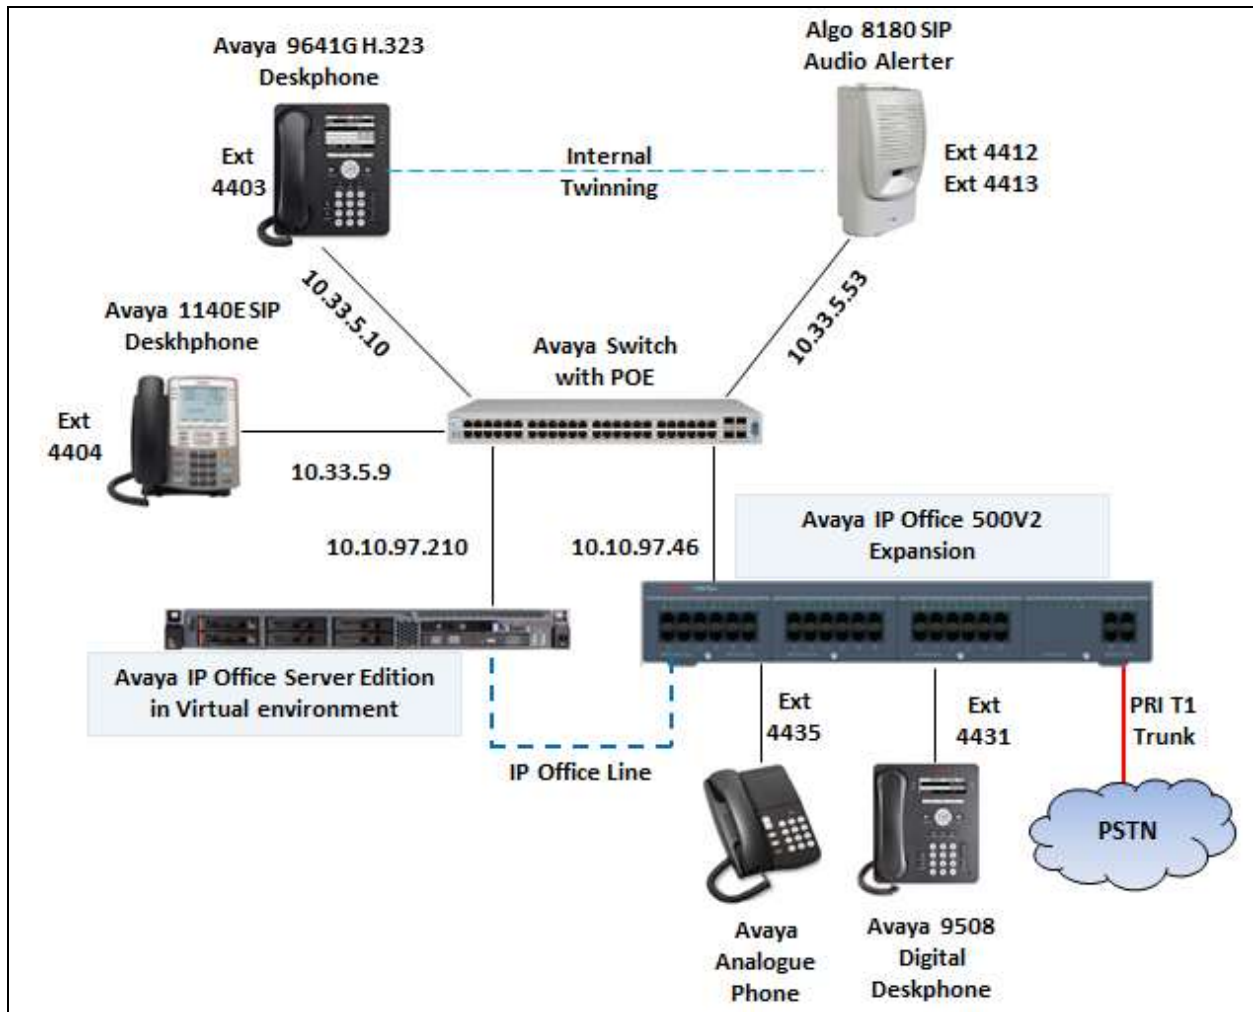 Avaya 9641G H.323
Deskphone
Algo 8180 SIP
Audio Alerter
Ext
4403
Internal
Twinning
Ext 4412
Ext 4413
10.33.5.10
10.33.5.53
Avaya 1140E SIP
Deskhphone
Avaya Switch
with POE
Ext
4404
10.33.5.9
10.10.97.210
10.10.97.46
Avaya IP Office 500V2
Expansion
Avaya IP Office Server Edition
in Virtual environment
IP Office Line
Ext
4435
Ext
4431
PRI T1
Trunk
PSTN
Avaya
Analogue
Phone
Avaya 9508
Digital
Deskphone